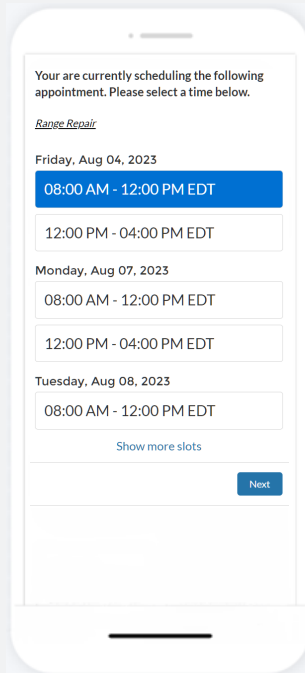 Your are currently scheduling the following
appointment. Please select a time below.
Range Repair
Friday, Aug 04, 2023
08:00 AM - 12:00 PM EDT
12:00 PM - 04:00 PM EDT
Monday, Aug 07, 2023
08:00 AM - 12:00 PM EDT
12:00 PM - 04:00 PM EDT
Tuesday, Aug 08, 2023
08:00 AM - 12:00 PM EDT
Show more slots
Next